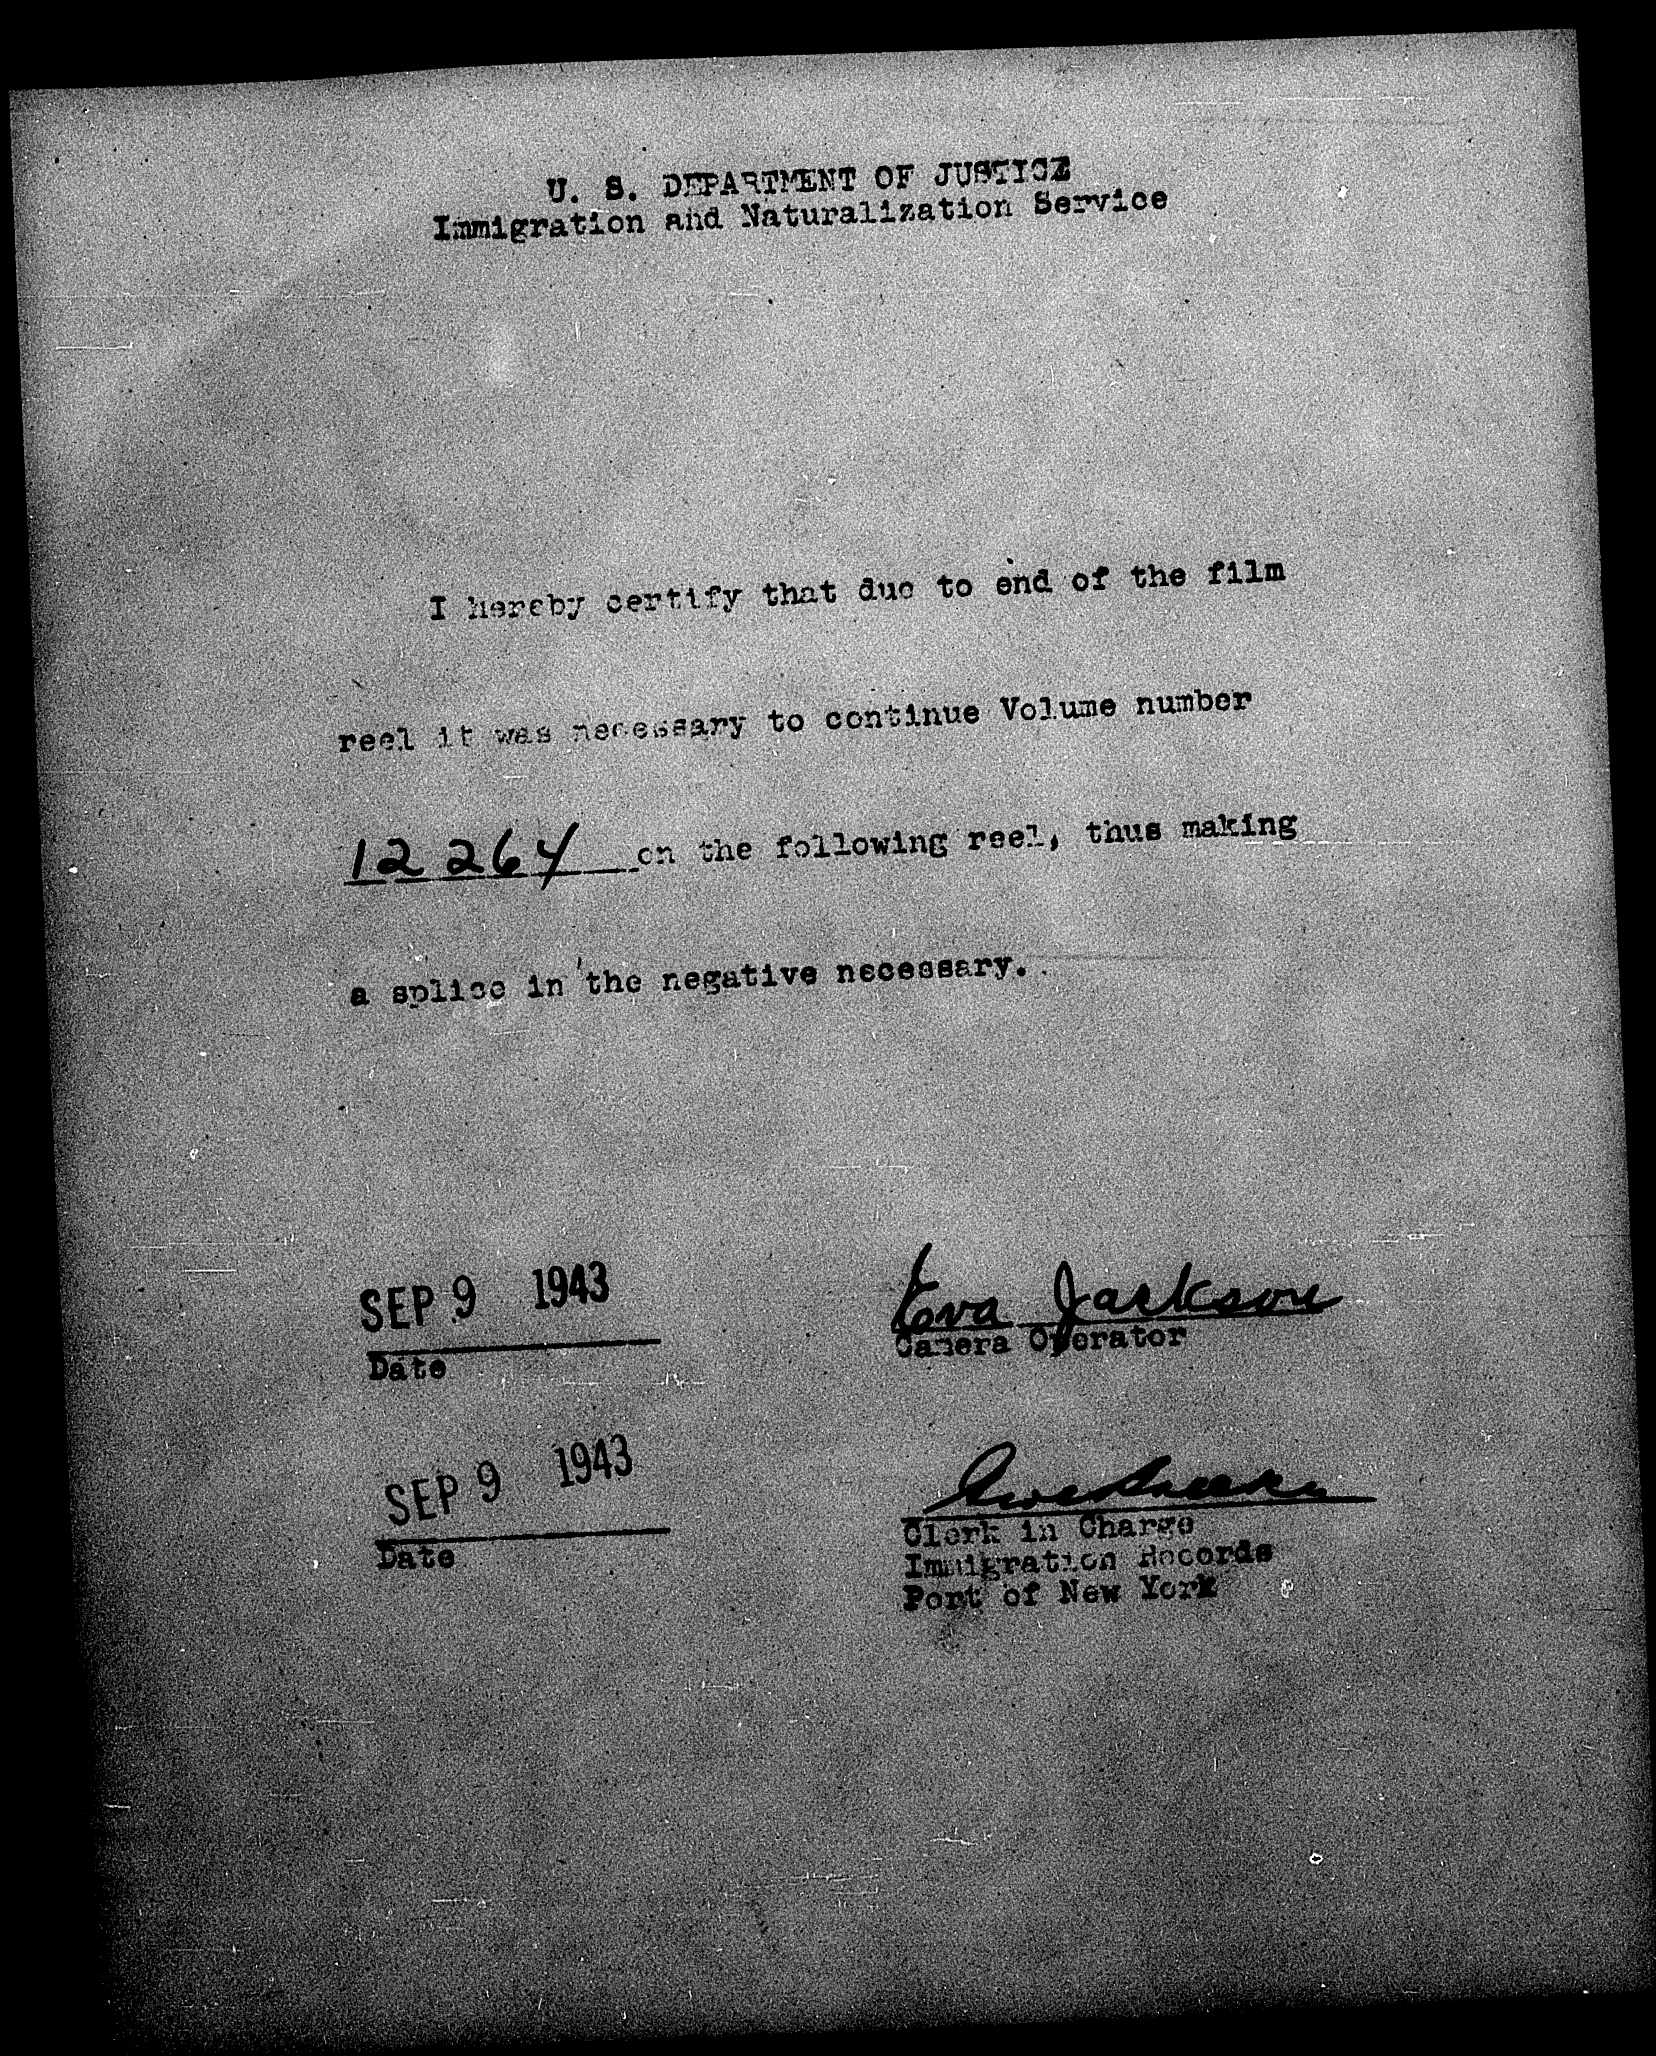 U. S. DEPARTMENT OF JUSTICE
Immigration and Naturalization Service
I hereby certify that due to end of the film
reel it was necessary to continue Volume number
12264 on the following reel, thus making
a splice in the negative necessary.
SEP 9 1943
Eva Jackson
Date
Camera Operator
SEP 9 1943
Date
Clerk in Charge
Immigration Records
Port of New York